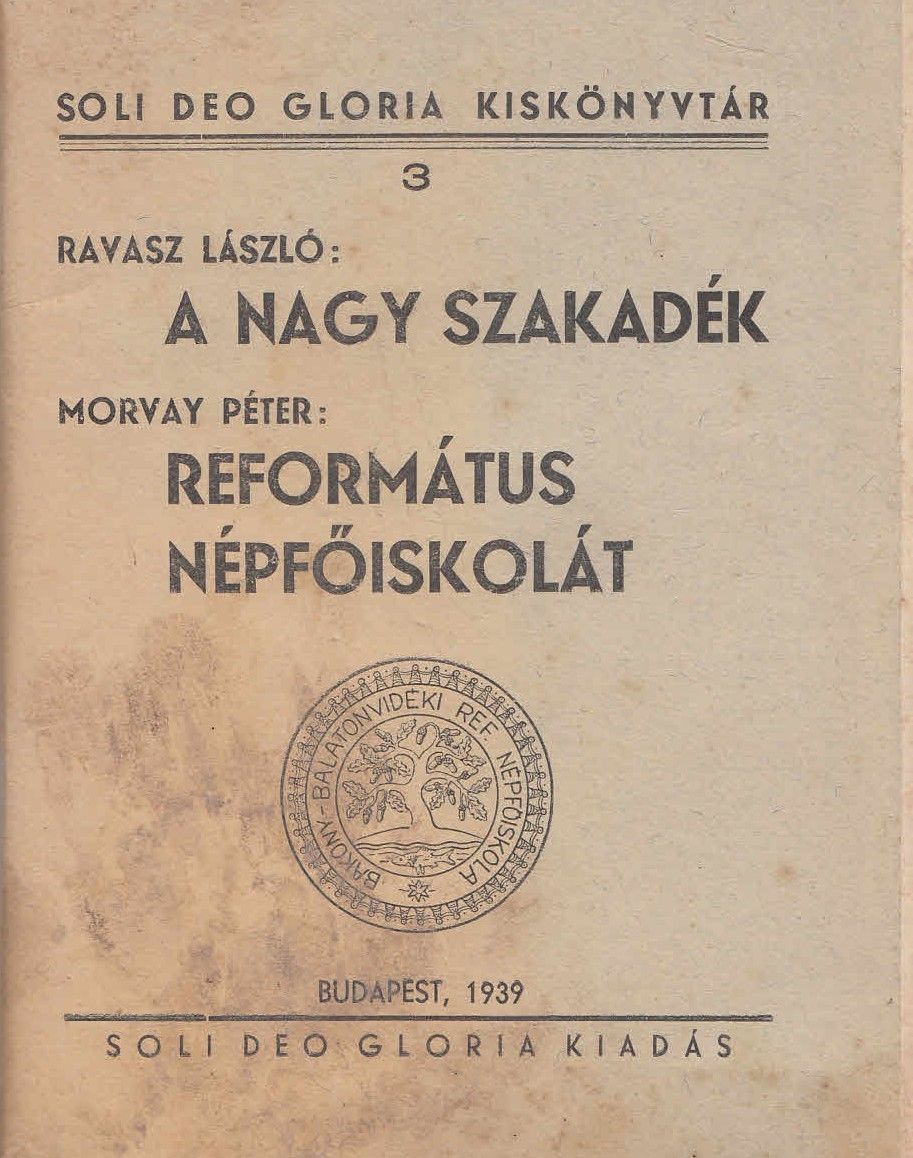 SOLI DEO GLORIA KISKÖNYVTÁR
3
RAVASZ LÁSZLÓ:
A NAGY SZAKADÉK
MORVAY PÉTER:
REFORMÁTUS
NÉPFŐISKOLÁT
BAKONY-BALATONVIDÉKI REF. NÉPFŐISKOLA
BUDAPEST, 1939
SOLI DEO GLORIA KIADÁS